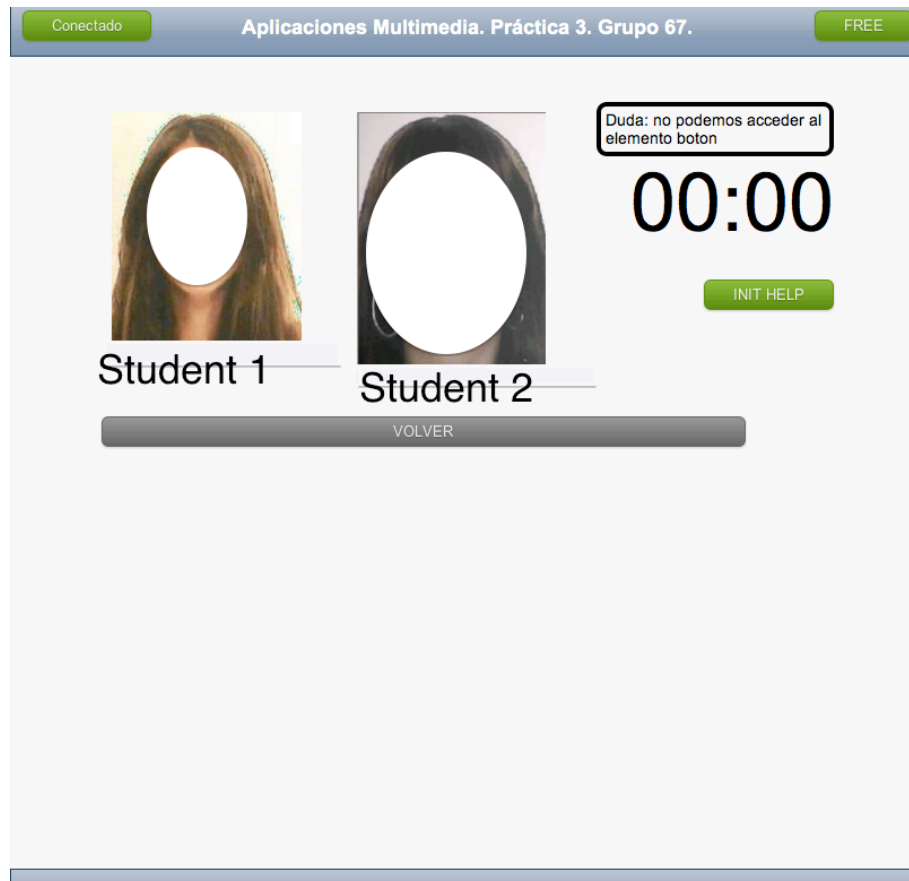 Conectado
Aplicaciones Multimedia. Práctica 3. Grupo 67.
FREE
Duda: no podemos acceder al
elemento boton
00:00
INIT HELP
Student 1
Student 2
VOLVER